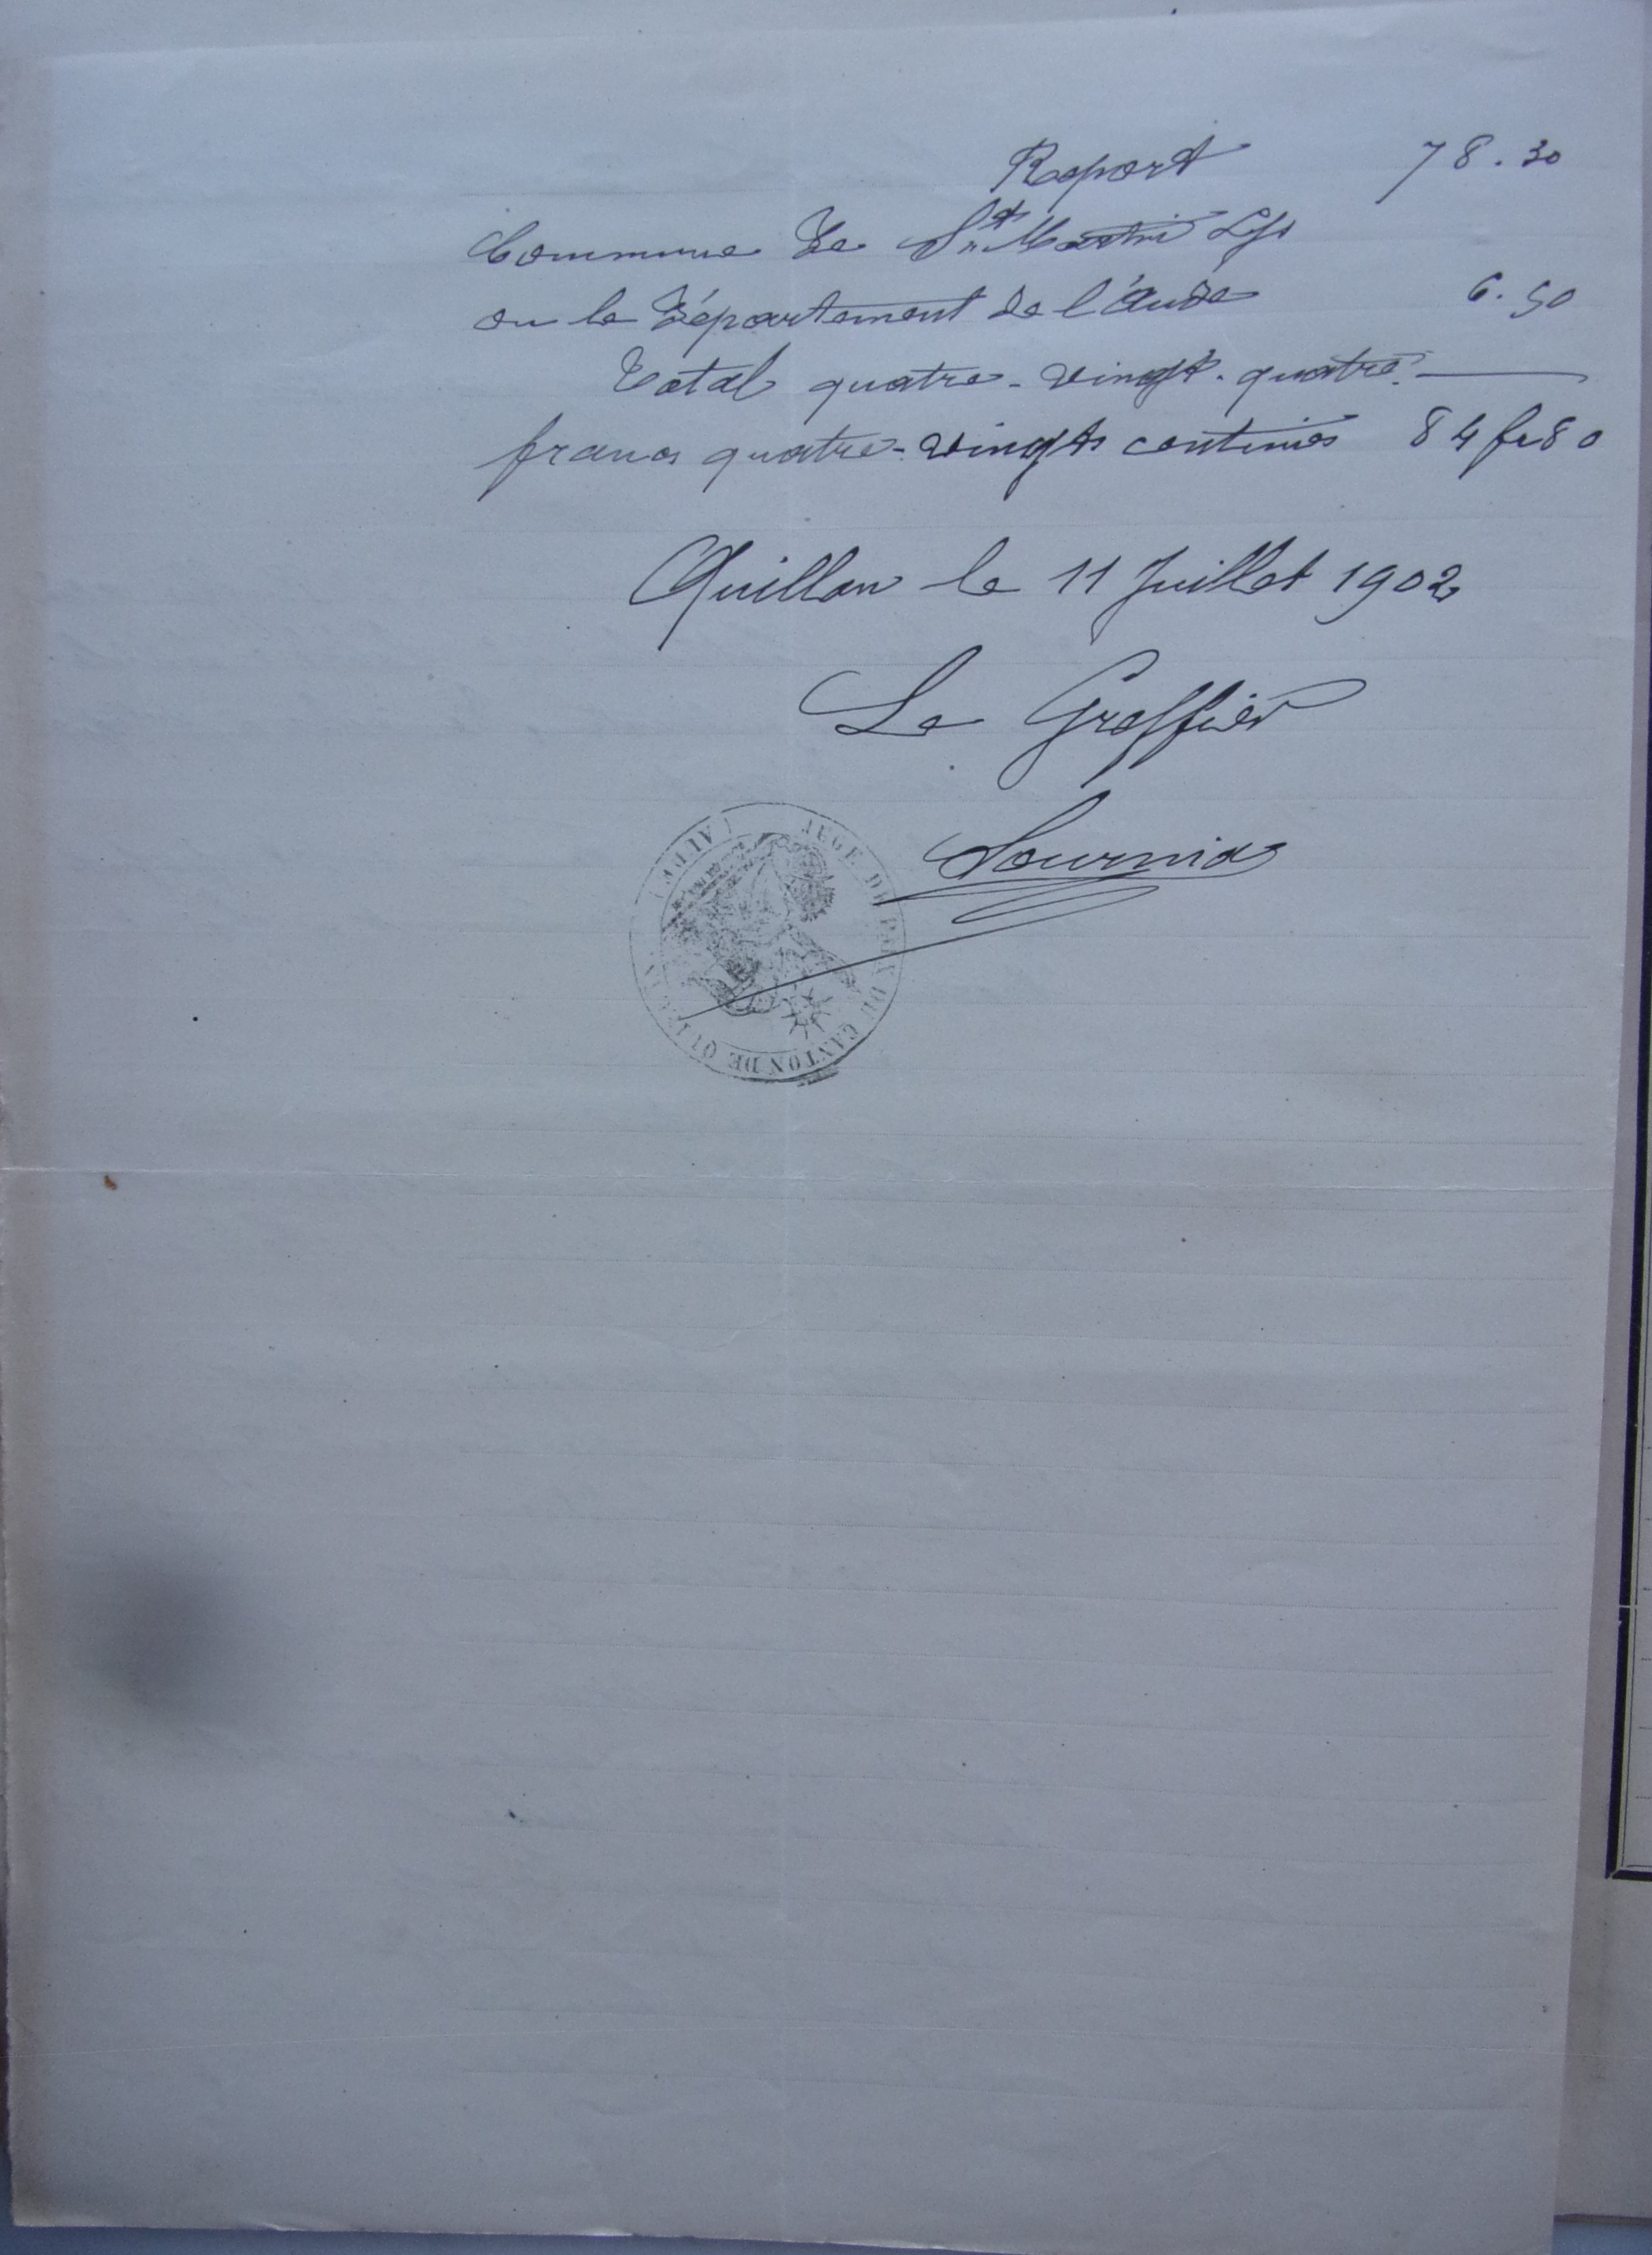 Report 78.30
Commune de St Martin Lys
ou le Département de l'Aude 6.50
Total quatre-vingt-quatre
francs quatre-vingts centimes 84 fr 80
Quillan le 11 Juillet 1902
Le Greffier
Sournia
JUGE DE PAIX DU CANTON DE QUILLAN (AUDE)